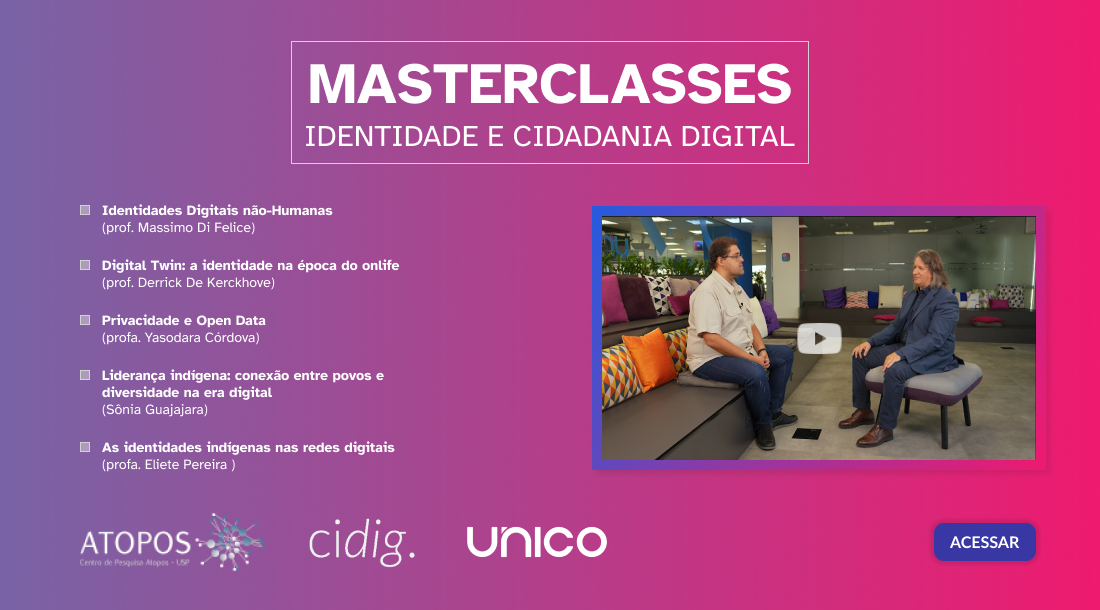 MASTERCLASSES
IDENTIDADE E CIDADANIA DIGITAL
Identidades Digitais não-Humanas
(prof. Massimo Di Felice)
Digital Twin: a identidade na época do onlife
(prof. Derrick De Kerckhove)
Privacidade e Open Data
(profa. Yasodara Córdova)
Liderança indígena: conexão entre povos e
diversidade na era digital
(Sônia Guajajara)
As identidades indígenas nas redes digitais
(profa. Eliete Pereira )
ATOPOS
Centro de Pesquisa Atopos - USP
cidig.
unico
ACESSAR